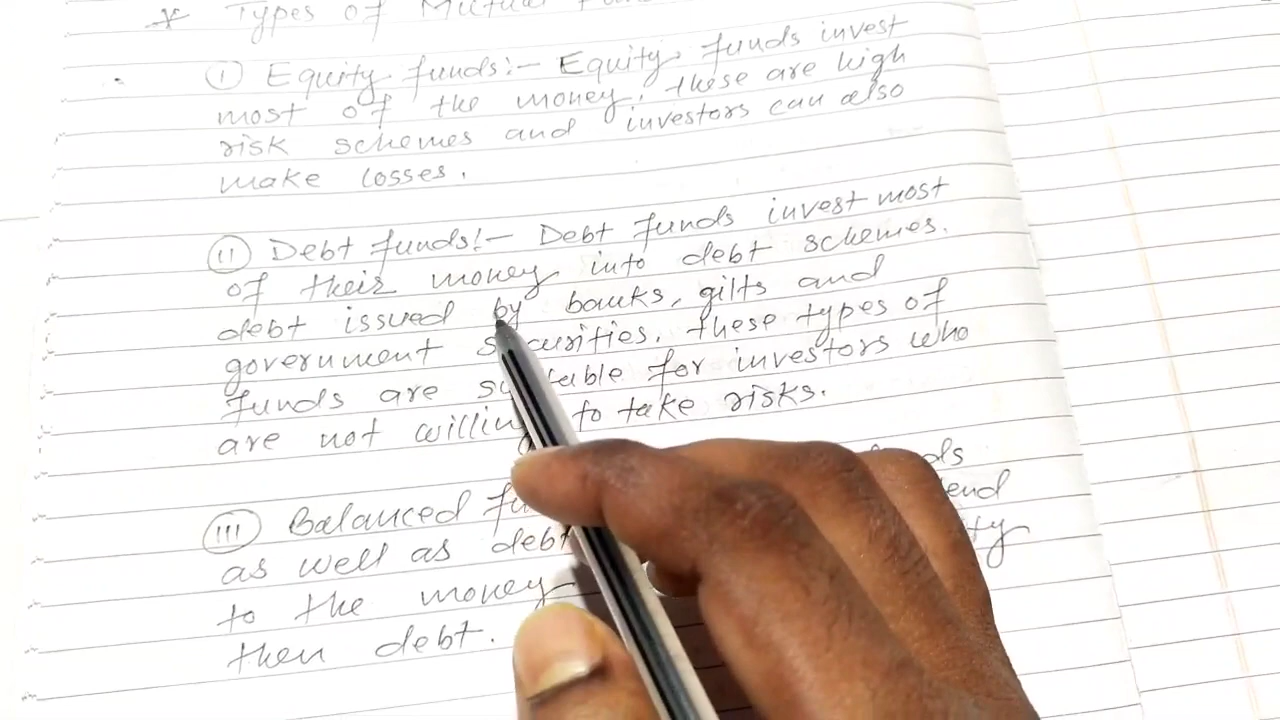 * Types of Mutual Fun
(I) Equity funds:- Equity funds invest
most of the money, these are high
risk schemes and investors can also
make losses.
(II) Debt funds:- Debt funds invest most
of their money into debt schemes.
debt issued by banks, gilts and
government securities. these types of
funds are suitable for investors who
are not willing to take risks.
(III) Balanced
as well as debt
to the money
then debt.